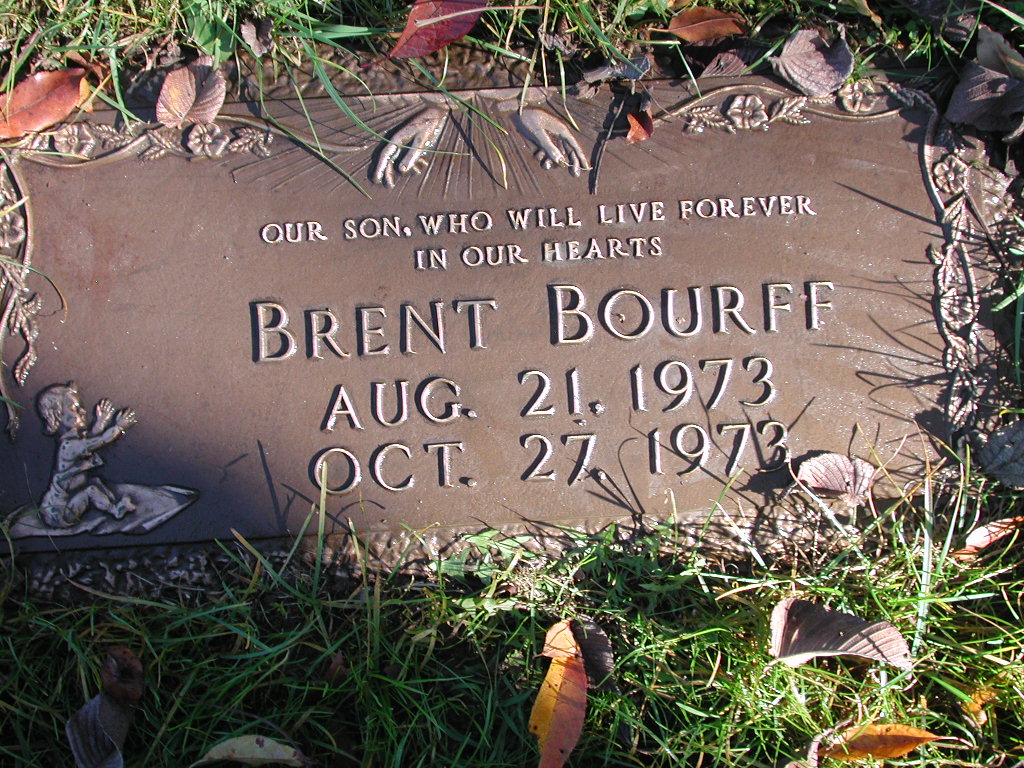 OUR SON, WHO WILL LIVE FOREVER
IN OUR HEARTS
BRENT BOURFF
AUG. 21, 1973
OCT. 27, 1973